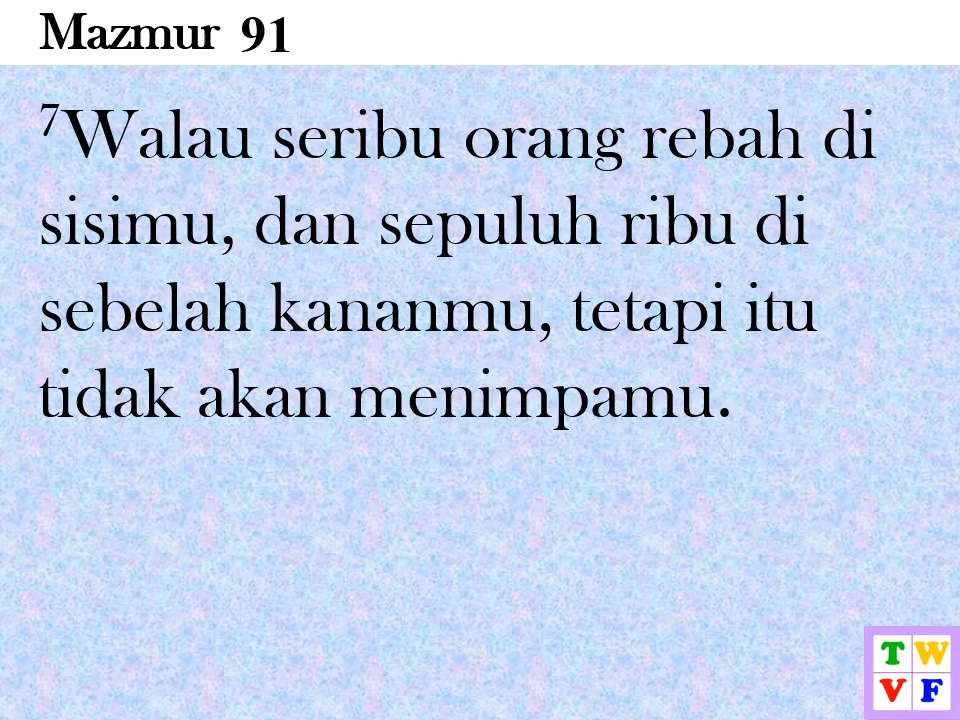 Mazmur 91
7Walau seribu orang rebah di
sisimu, dan sepuluh ribu di
sebelah kananmu, tetapi itu
tidak akan menimpamu.
T W
V F